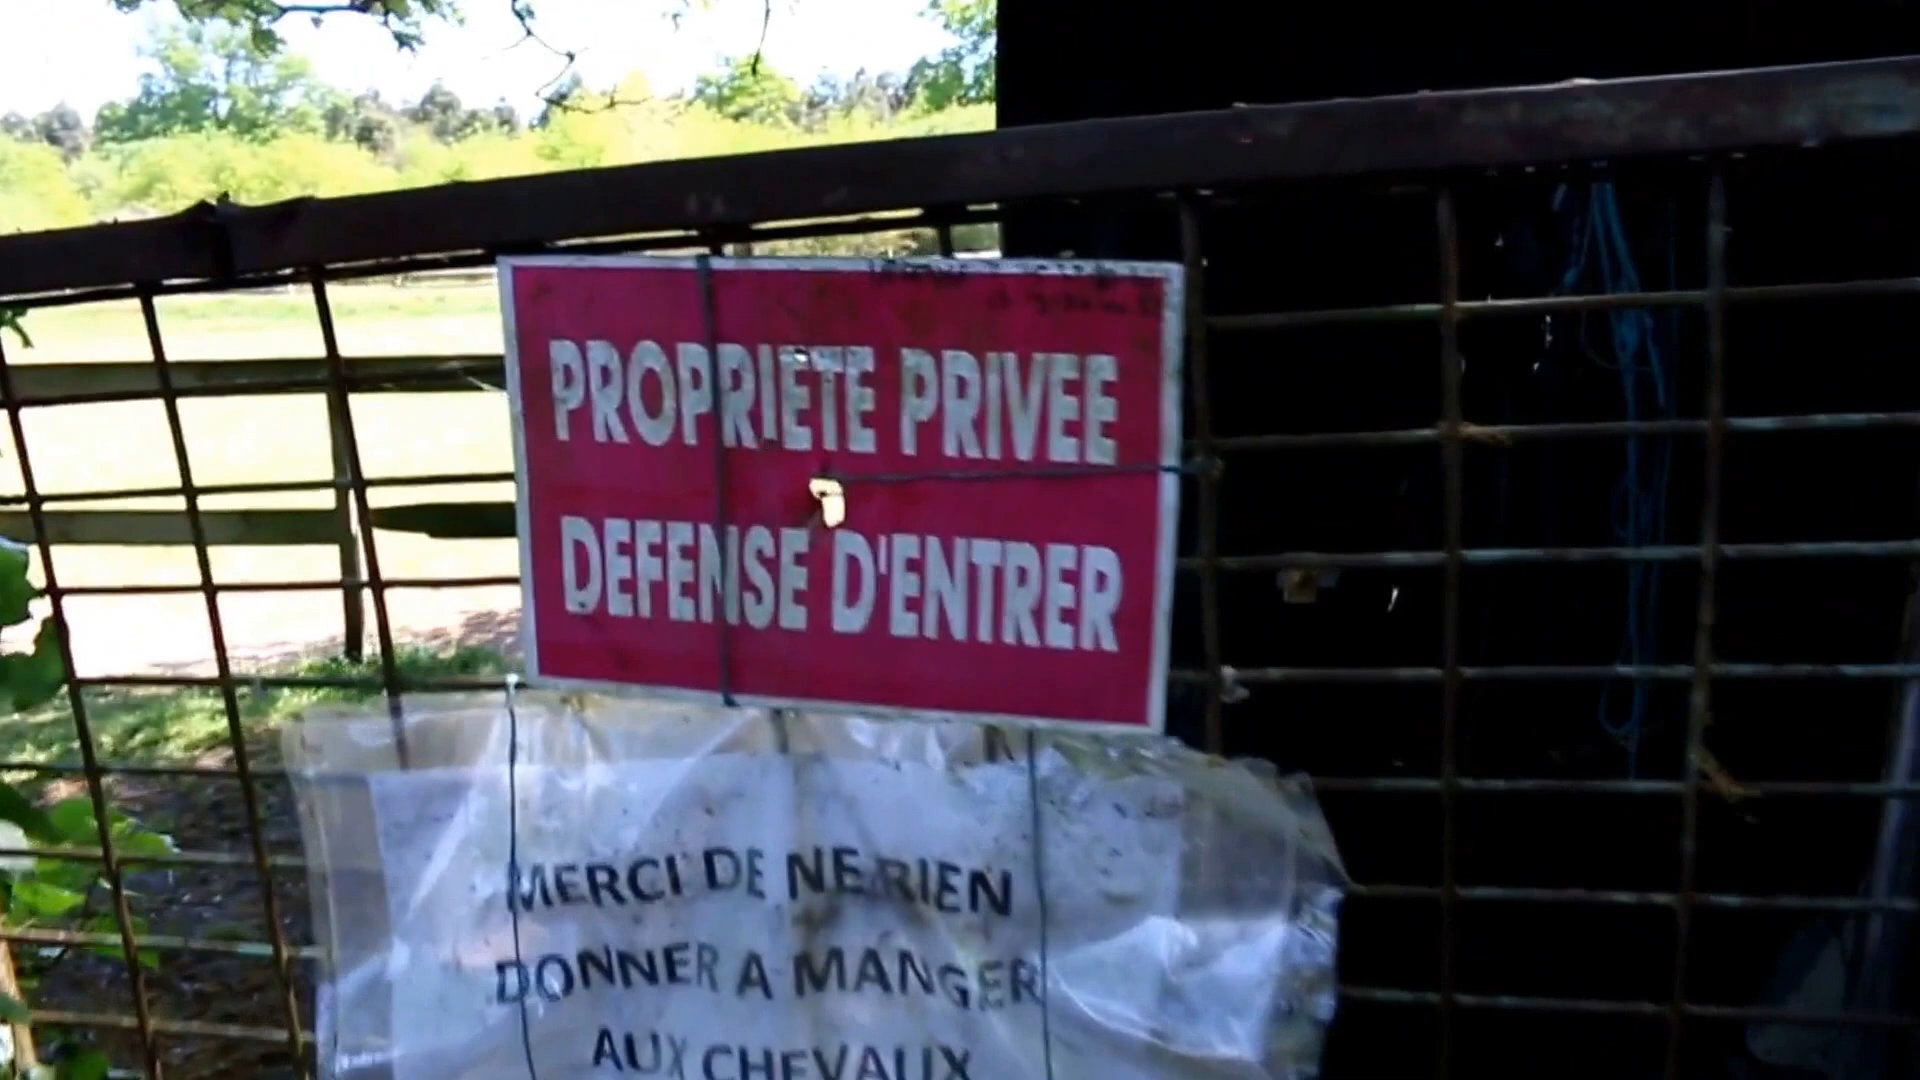 PROPRIETE PRIVEE
DEFENSE D'ENTRER
MERCI DE NE RIEN
DONNER A MANGER
AUX CHEVAUX